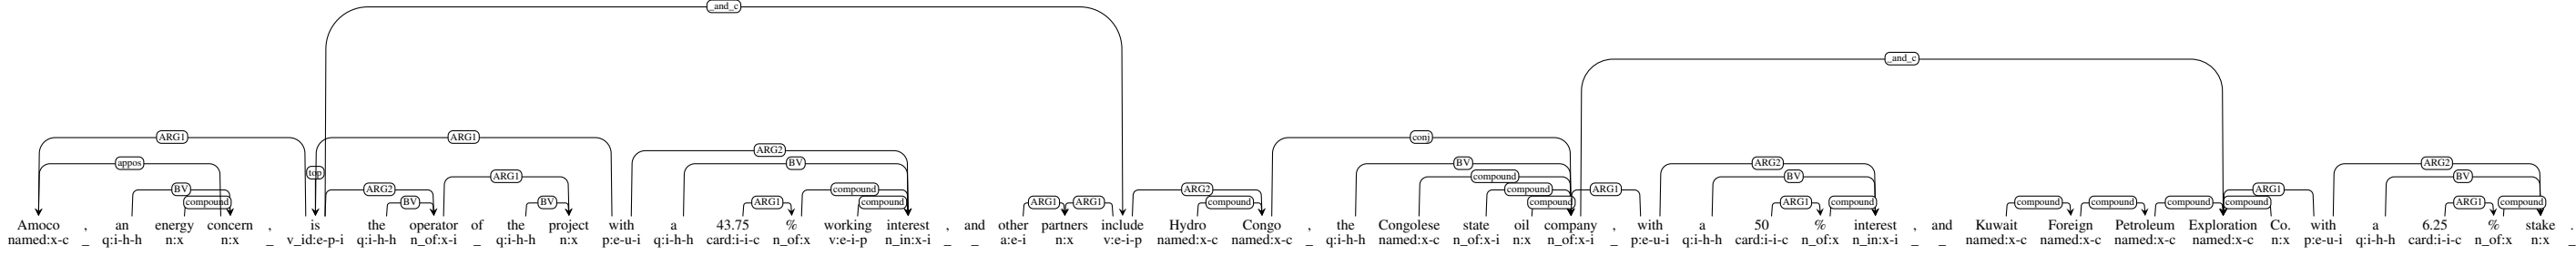 _and_c
_and_c
ARG1 ARG1 conj
ARG2
appos BV BV ARG2 ARG2
top ARG1 compound BV BV
BV ARG2 compound ARG2 compound ARG1 ARG1
compound BV BV ARG1 compound ARG1 ARG1 compound compound ARG1 compound compound compound compound compound ARG1 compound
Amoco , an energy concern , is the operator of the project with a 43.75 % working interest , and other partners include Hydro Congo , the Congolese state oil company , with a 50 % interest , and Kuwait Foreign Petroleum Exploration Co. with a 6.25 % stake .
named:x-c _ q:i-h-h n:x n:x _ v_id:e-p-i q:i-h-h n_of:x-i _ q:i-h-h n:x p:e-u-i q:i-h-h card:i-i-c n_of:x v:e-i-p n_in:x-i _ _ a:e-i n:x v:e-i-p named:x-c named:x-c _ q:i-h-h named:x-c n_of:x-i n:x n_of:x-i _ p:e-u-i q:i-h-h card:i-i-c n_of:x n_in:x-i _ _ named:x-c named:x-c named:x-c named:x-c n:x p:e-u-i q:i-h-h card:i-i-c n_of:x n:x _